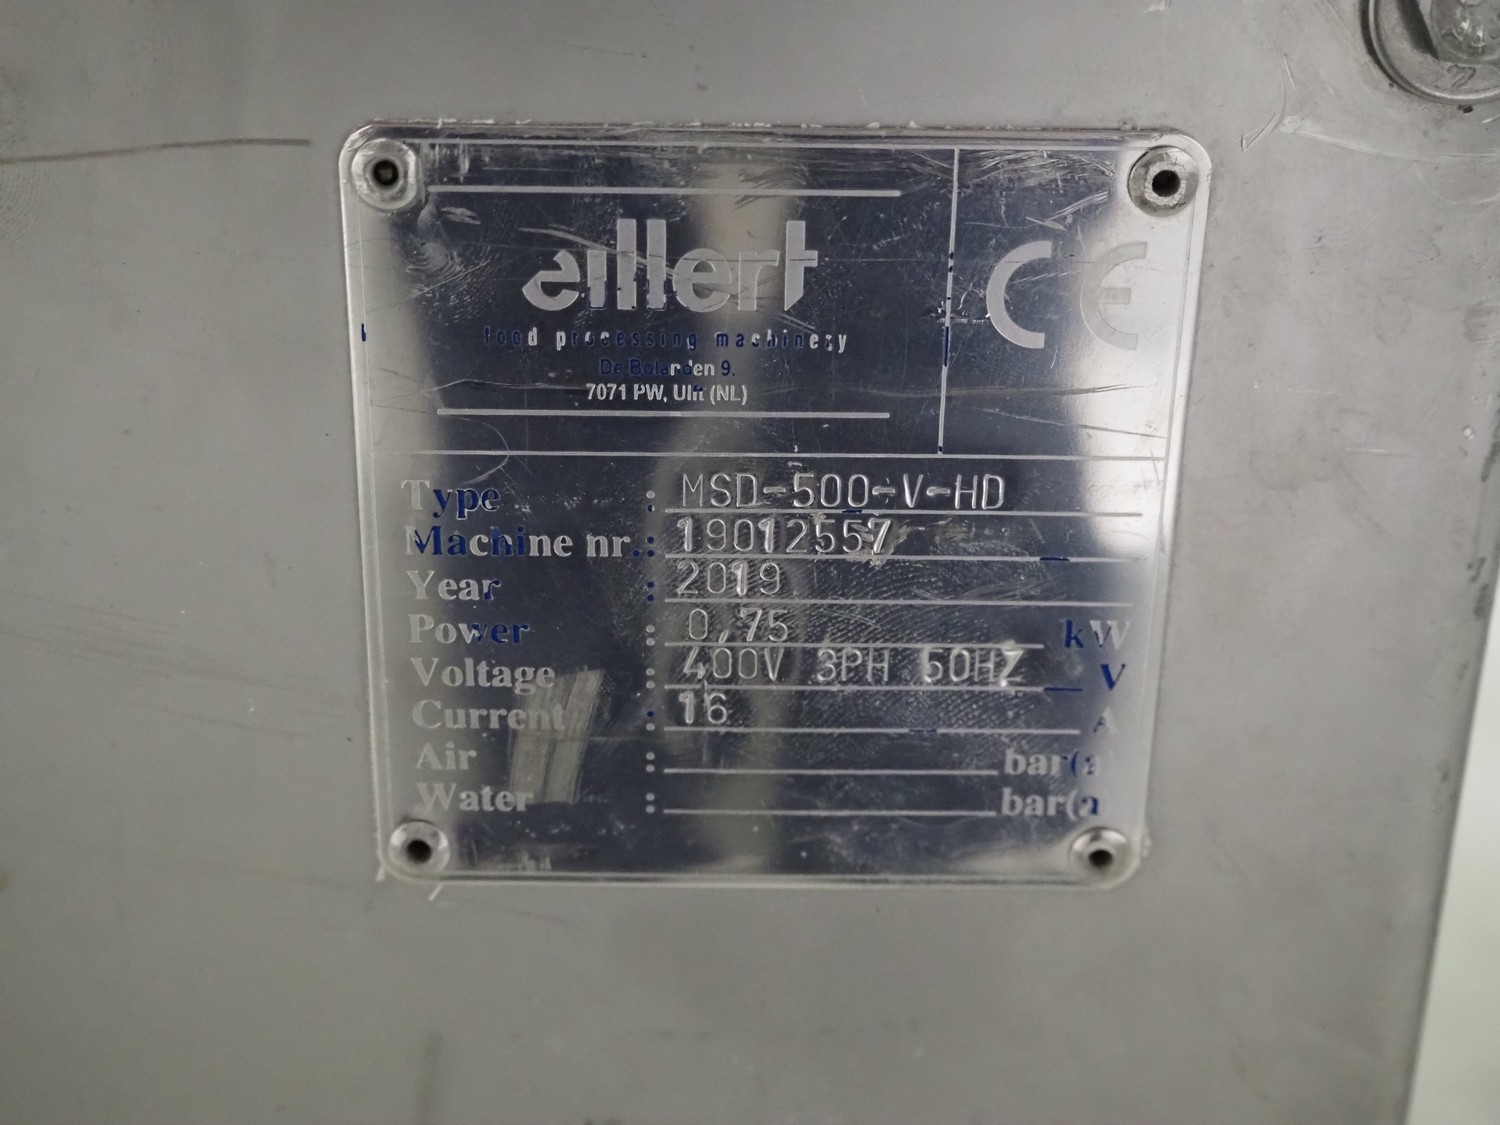 eillert
CE
food processing machinery
De Bolanden 9.
7071 PW, Ulft (NL)
Type : MSD-500-V-HD
Machine nr.: 19012557
Year : 2019
Power : 0,75 kW
Voltage : 400V 3PH 50HZ V
Current : 16 A
Air : bar(a)
Water : bar(a